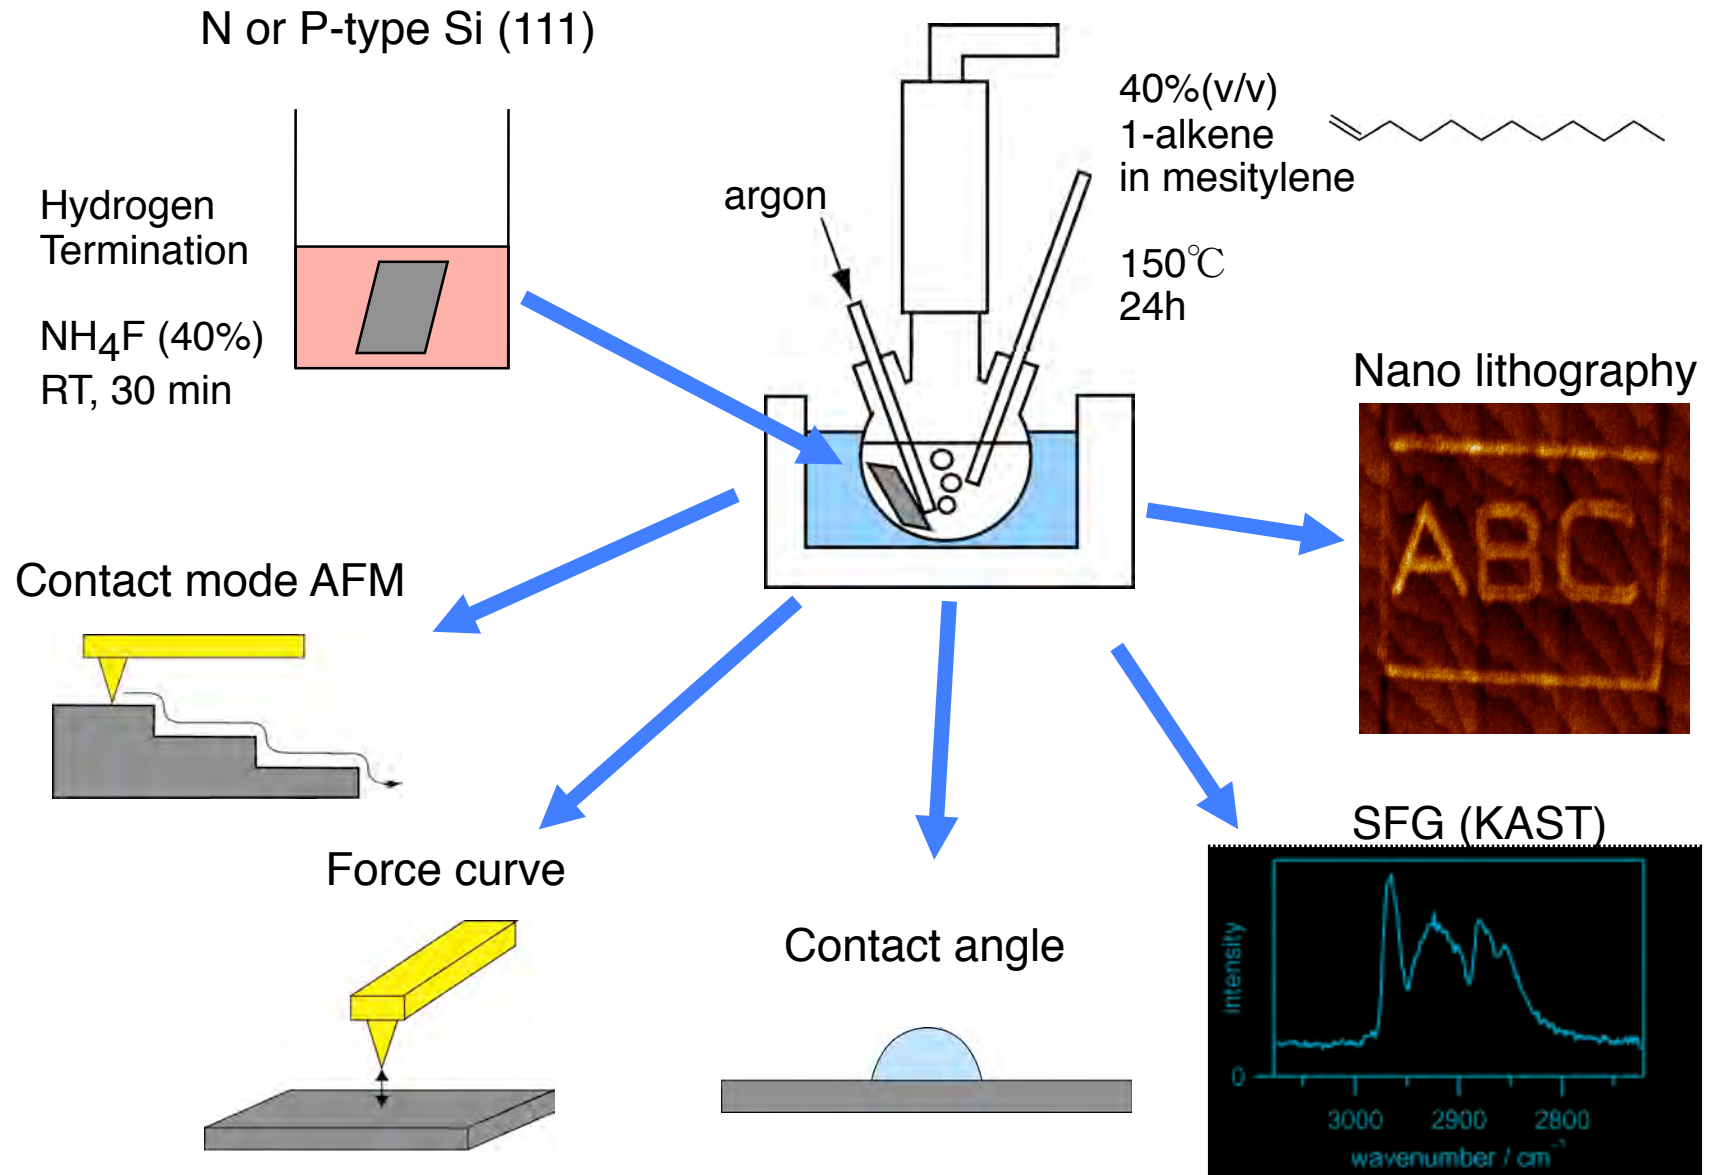 N or P-type Si (111)
Hydrogen
Termination
NH4F (40%)
RT, 30 min
argon
40%(v/v)
1-alkene
in mesitylene
150℃
24h
Nano lithography
ABC
Contact mode AFM
Force curve
Contact angle
SFG (KAST)
intensity
0
3000 2900 2800
wavenumber / cm⁻¹